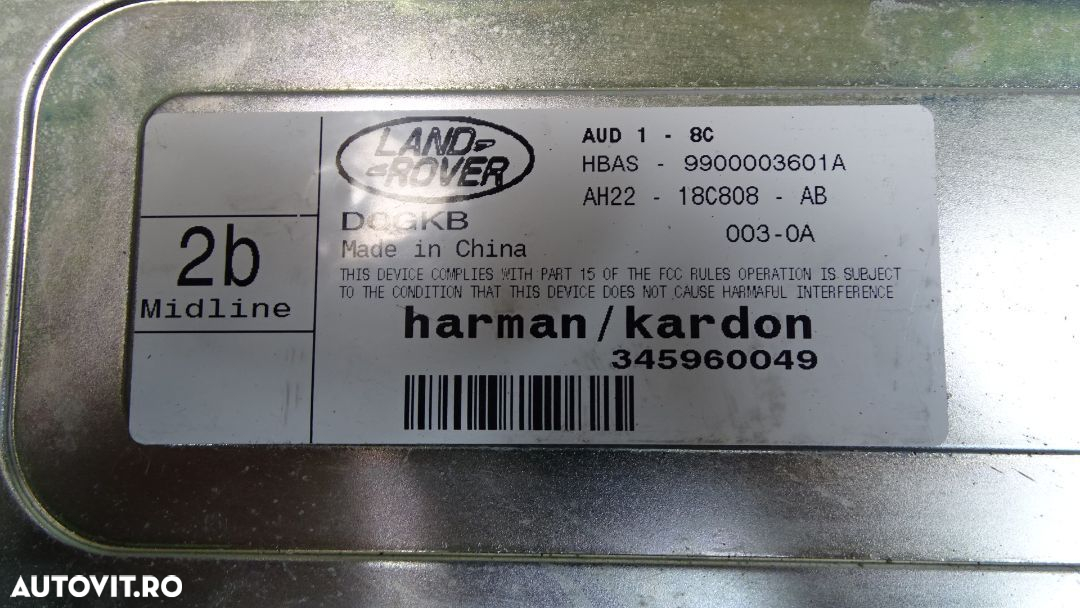 LAND
ROVER
AUD 1 - 8C
HBAS - 9900003601A
AH22 - 18C808 - AB
003-0A
Made in China
2b
Midline
THIS DEVICE COMPLIES WITH PART 15 OF THE FCC RULES OPERATION IS SUBJECT
TO THE CONDITION THAT THIS DEVICE DOES NOT CAUSE HARMAFUL INTERFERENCE
harman/kardon
345960049
AUTOVIT.RO